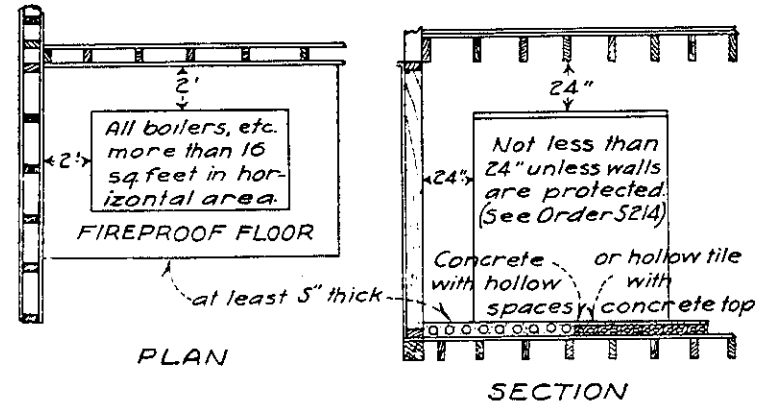 2'
2'
All boilers, etc.
more than 16
sq feet in hor-
izontal area.
FIREPROOF FLOOR
at least 5" thick
PLAN
24"
24"
Not less than
24" unless walls
are protected
(See Order 5214)
Concrete
with hollow
spaces
or hollow tile
with
concrete top
SECTION